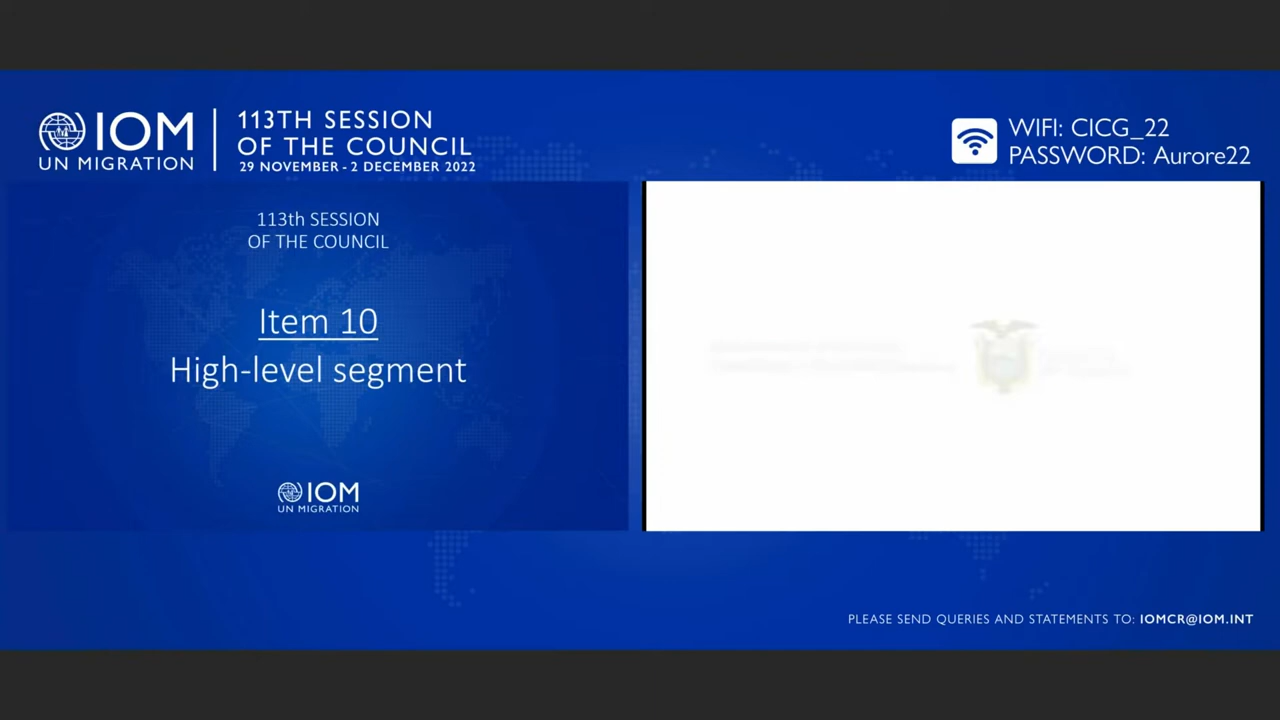 IOM
UN MIGRATION
113TH SESSION
OF THE COUNCIL
29 NOVEMBER - 2 DECEMBER 2022
WIFI: CICG_22
PASSWORD: Aurore22
113th SESSION
OF THE COUNCIL
Item 10
High-level segment
IOM
UN MIGRATION
PLEASE SEND QUERIES AND STATEMENTS TO: IOMCR@IOM.INT